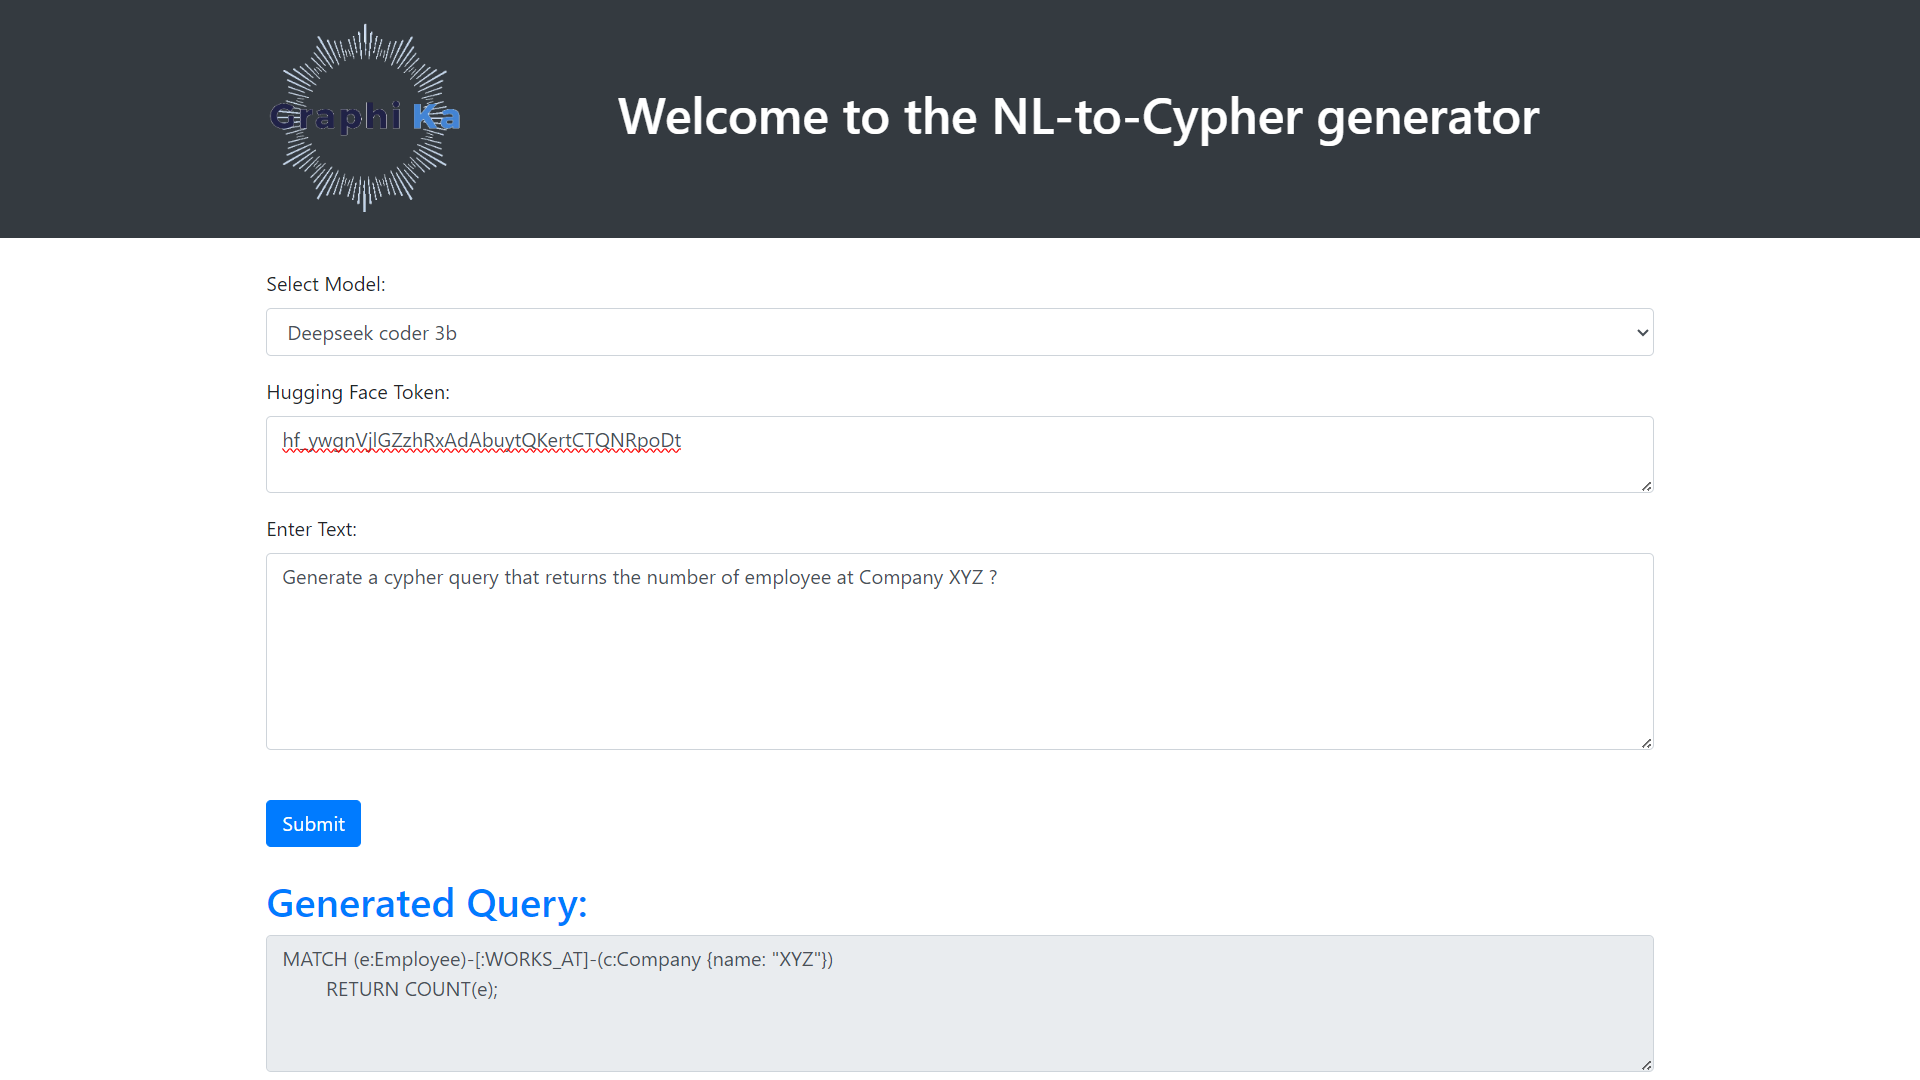 Graphi Ka
Welcome to the NL-to-Cypher generator
Select Model:
Deepseek coder 3b
Hugging Face Token:
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
Enter Text:
Generate a cypher query that returns the number of employee at Company XYZ ?
Submit
Generated Query:
MATCH (e:Employee)-[:WORKS_AT]-(c:Company {name: "XYZ"})
RETURN COUNT(e);